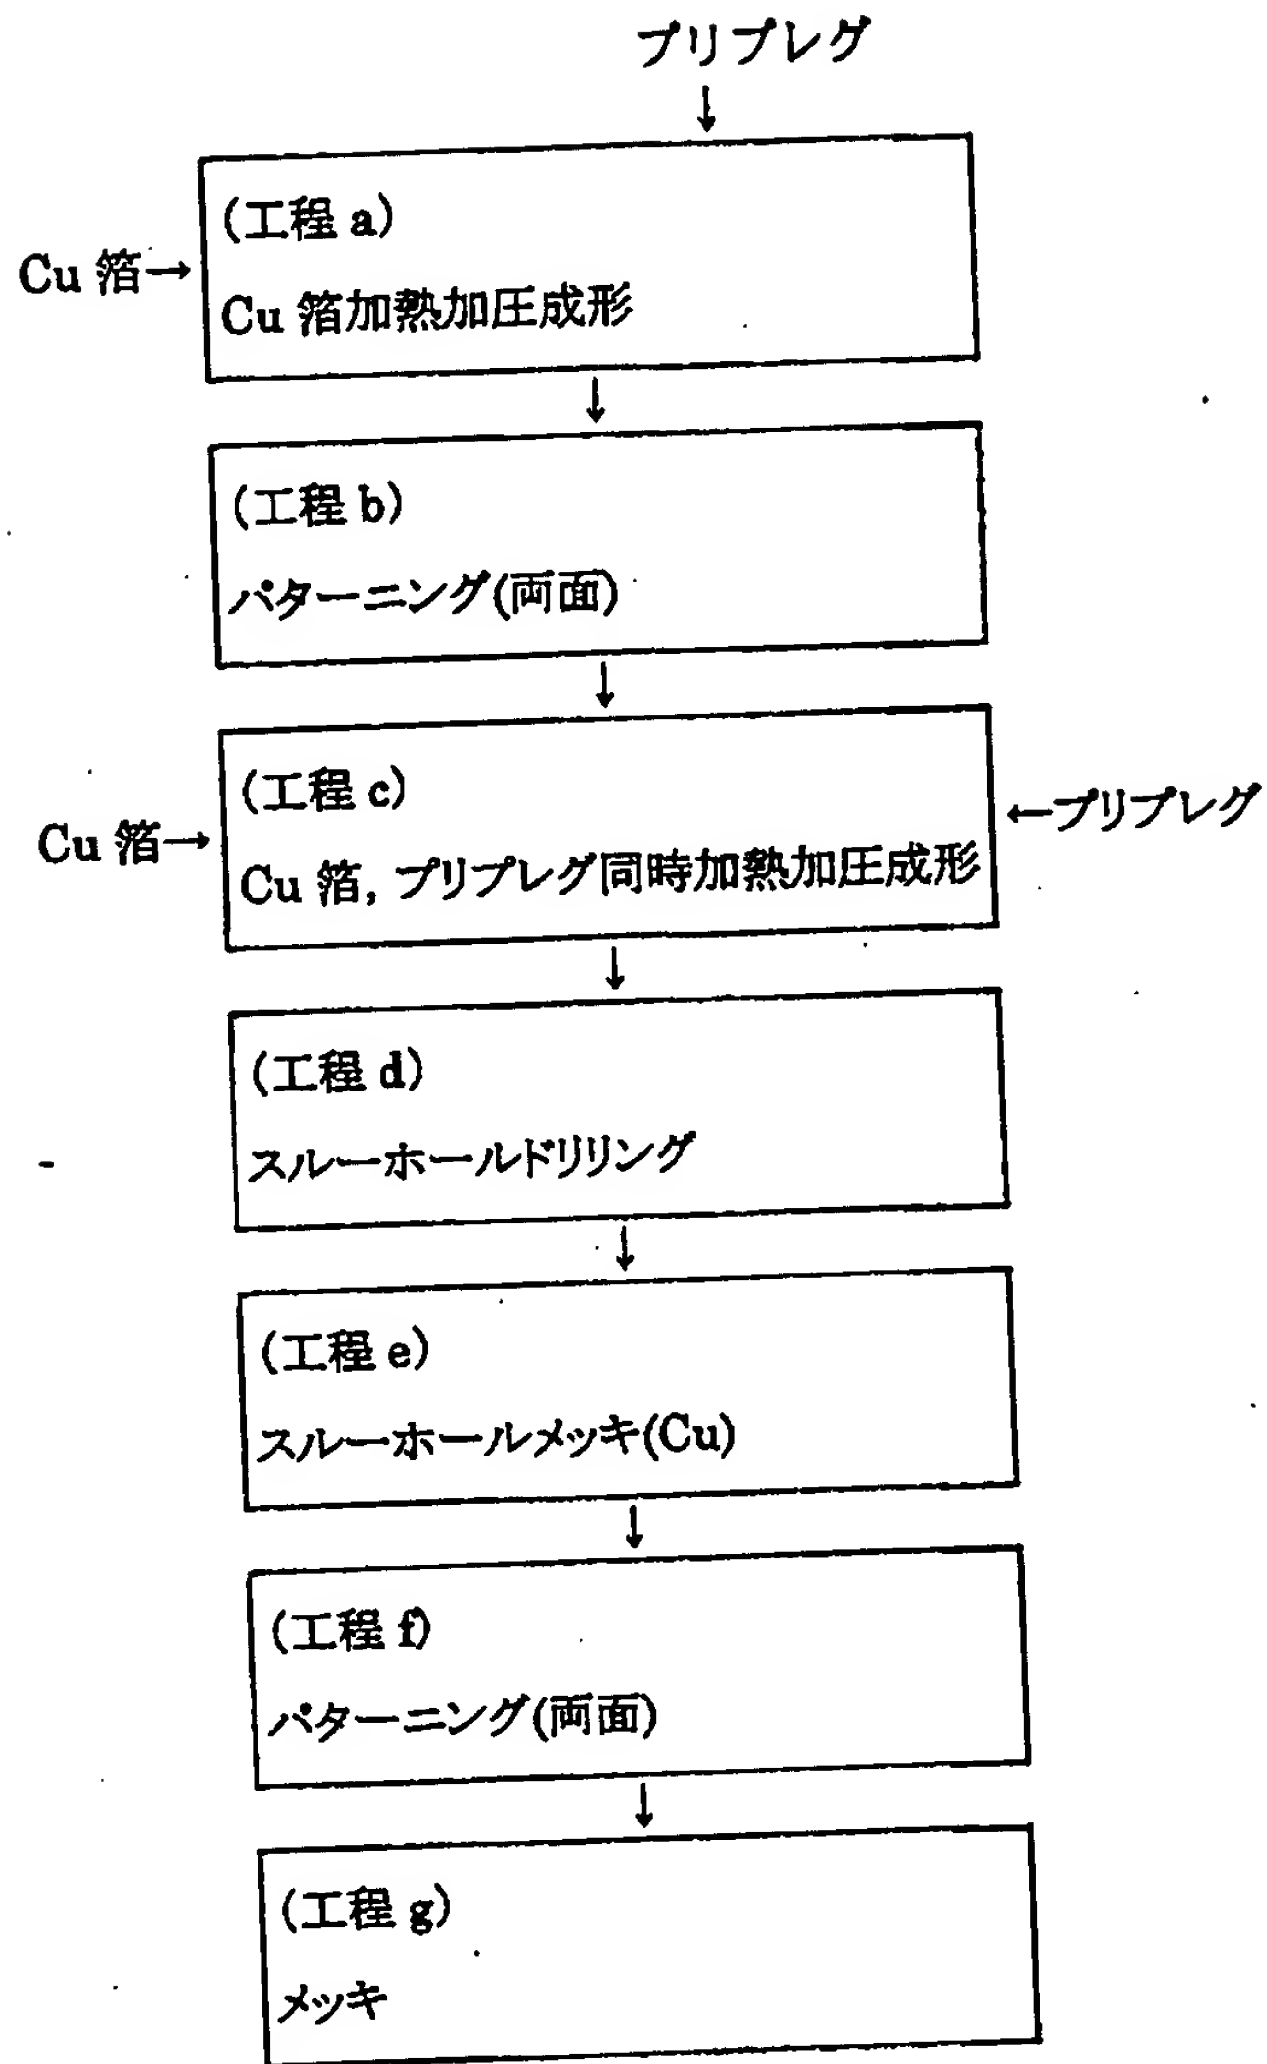 プリプレグ
↓
(工程 a)
Cu 箔→
Cu 箔加熱加圧成形
↓
(工程 b)
パターニング(両面)
↓
(工程 c)
Cu 箔→
←プリプレグ
Cu 箔, プリプレグ同時加熱加圧成形
↓
(工程 d)
スルーホールドリリング
↓
(工程 e)
スルーホールメッキ(Cu)
↓
(工程 f)
パターニング(両面)
↓
(工程 g)
メッキ